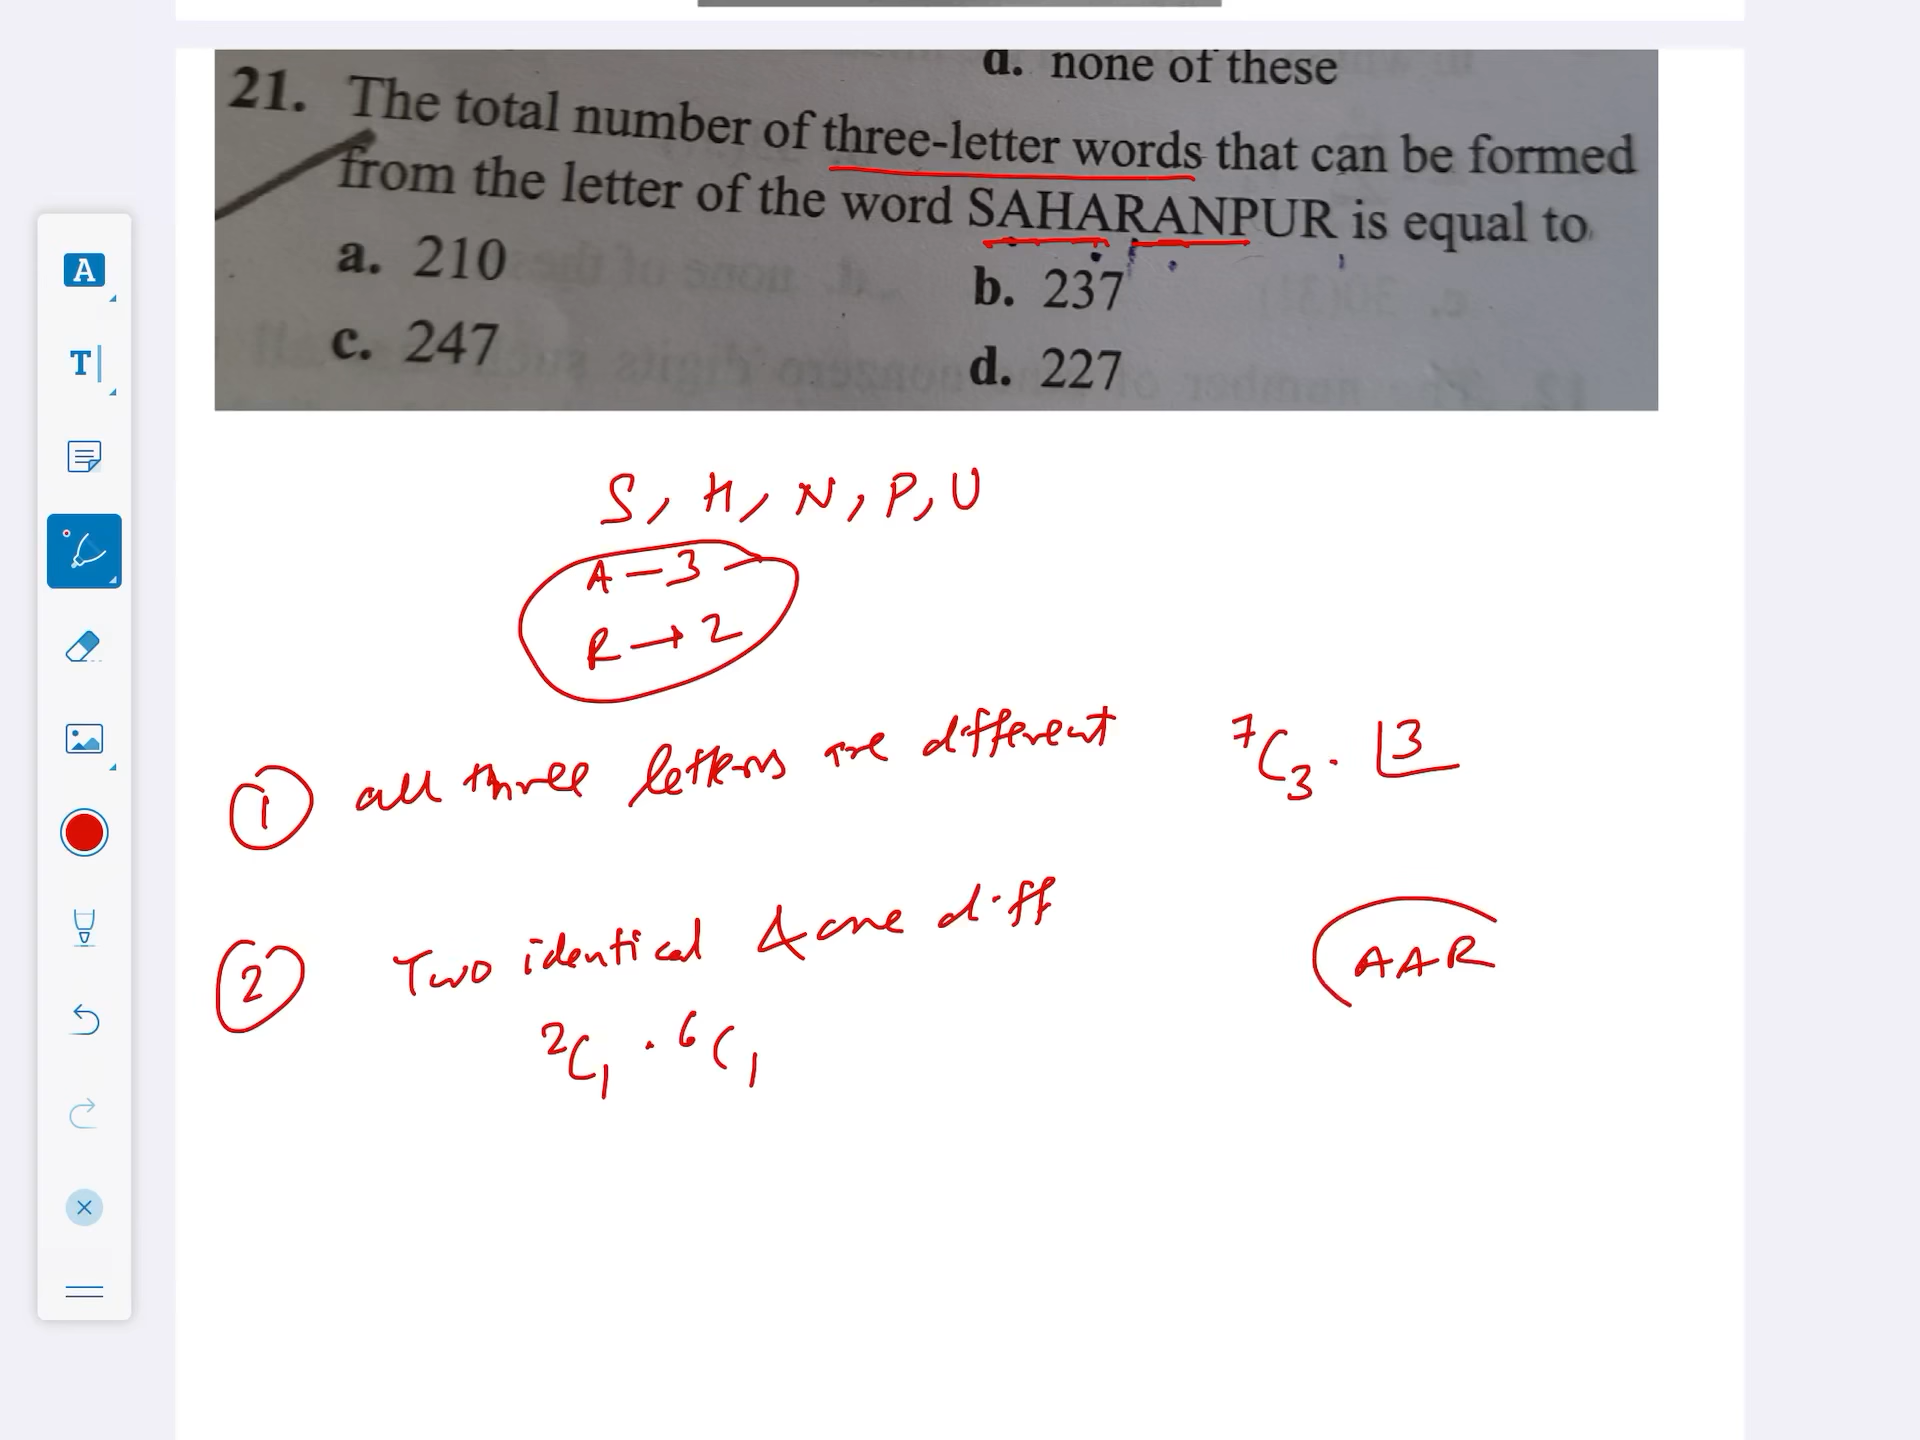 d. none of these
21. The total number of three-letter words that can be formed
from the letter of the word SAHARANPUR is equal to
a. 210
b. 237
c. 247
d. 227
S, H, N, P, U
A — 3
R → 2
1 all three letters are different ⁷C₃ . |3
2 Two identical & one diff AAR
²C₁ . ⁶C₁
A
T